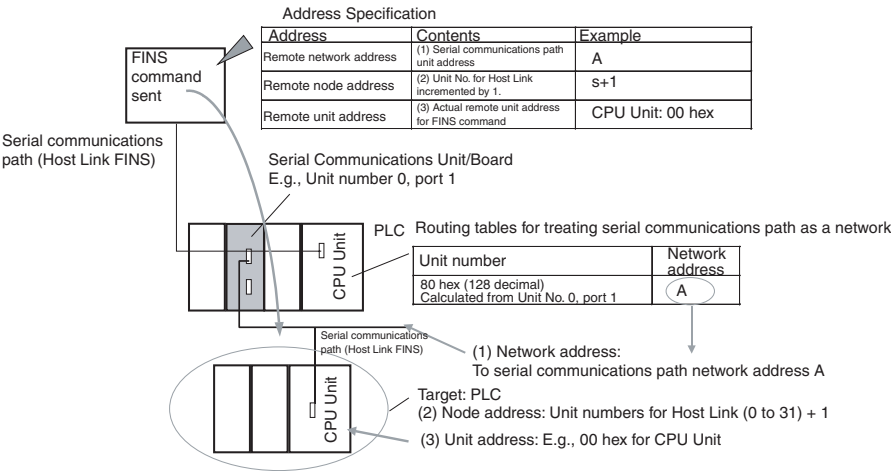 Address Specification
Address Contents Example
Remote network address (1) Serial communications path unit address A
Remote node address (2) Unit No. for Host Link incremented by 1. s+1
Remote unit address (3) Actual remote unit address for FINS command CPU Unit: 00 hex
FINS
command
sent
Serial communications
path (Host Link FINS)
Serial Communications Unit/Board
E.g., Unit number 0, port 1
CPU Unit
PLC
Routing tables for treating serial communications path as a network
Unit number Network address
80 hex (128 decimal)
Calculated from Unit No. 0, port 1 A
Serial communications
path (Host Link FINS)
(1) Network address:
To serial communications path network address A
CPU Unit
Target: PLC
(2) Node address: Unit numbers for Host Link (0 to 31) + 1
(3) Unit address: E.g., 00 hex for CPU Unit